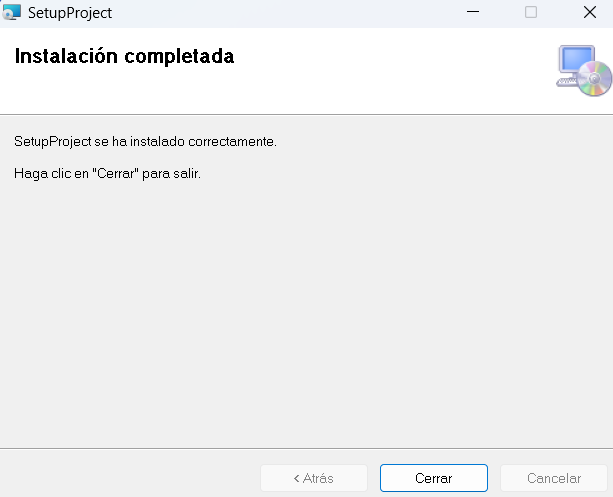 SetupProject
Instalación completada
SetupProject se ha instalado correctamente.
Haga clic en "Cerrar" para salir.
< Atrás
Cerrar
Cancelar